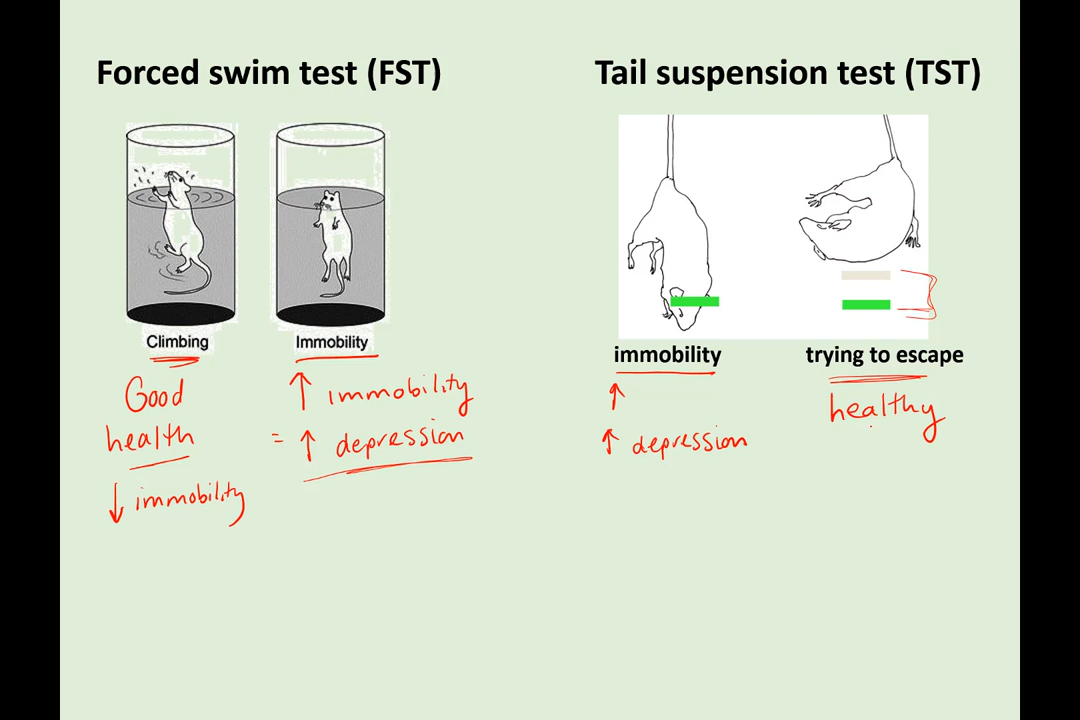 Forced swim test (FST)
Climbing
Immobility
Good
health
↓ immobility
↑ immobility
= ↑ depression
Tail suspension test (TST)
immobility
↑
↑ depression
trying to escape
healthy